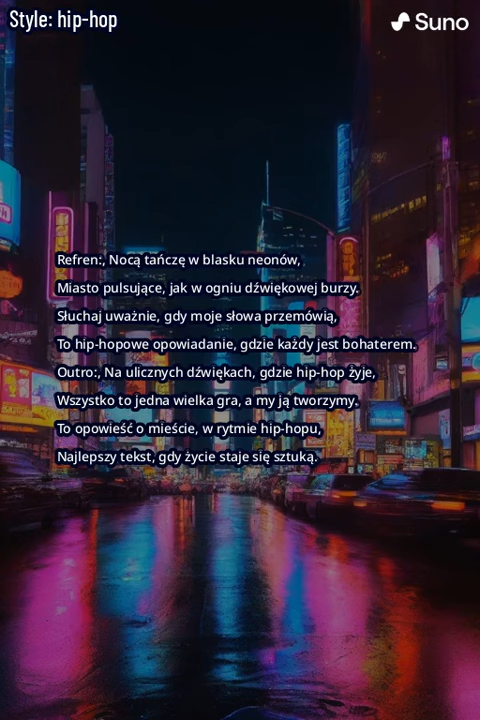 Style: hip-hop
Suno
Refren:, Nocą tańczę w blasku neonów,
Miasto pulsujące, jak w ogniu dźwiękowej burzy.
Słuchaj uważnie, gdy moje słowa przemówią,
To hip-hopowe opowiadanie, gdzie każdy jest bohaterem.
Outro:, Na ulicznych dźwiękach, gdzie hip-hop żyje,
Wszystko to jedna wielka gra, a my ją tworzymy.
To opowieść o mieście, w rytmie hip-hopu,
Najlepszy tekst, gdy życie staje się sztuką.